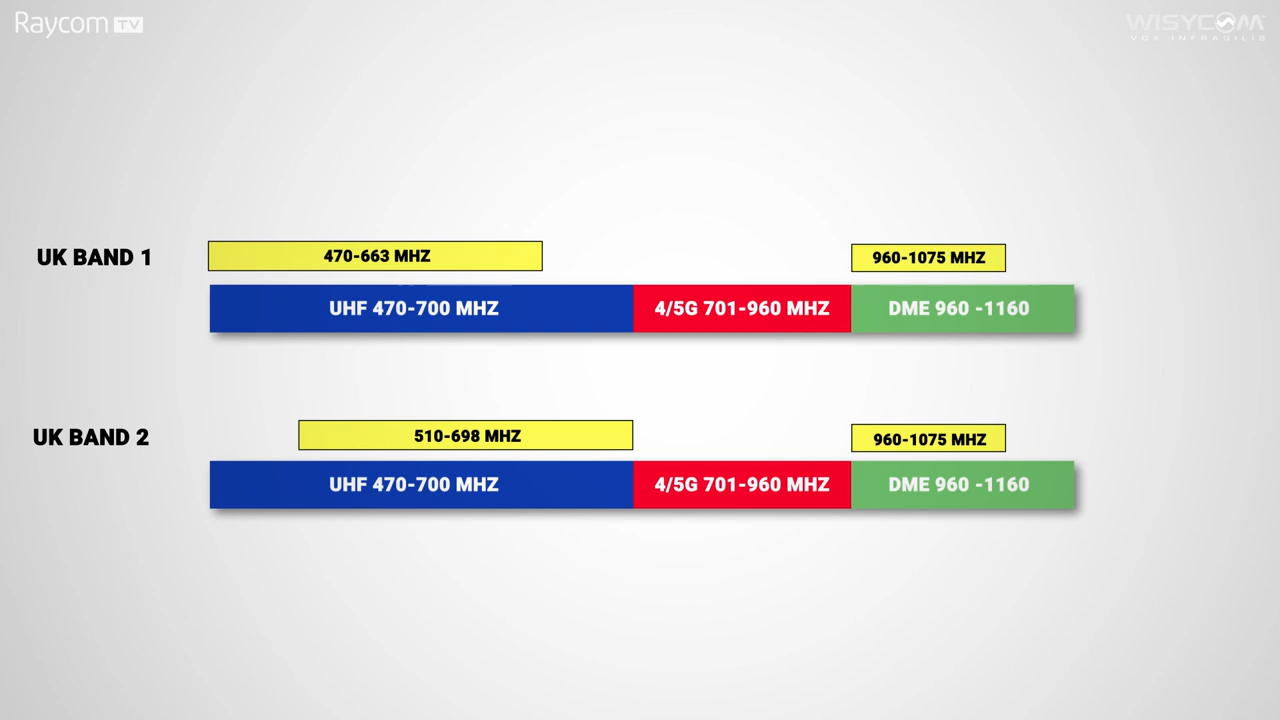 Raycom TV
WISYCOM
VOX INFRAGILIS
UK BAND 1
470-663 MHZ
960-1075 MHZ
UHF 470-700 MHZ
4/5G 701-960 MHZ
DME 960 -1160
UK BAND 2
510-698 MHZ
960-1075 MHZ
UHF 470-700 MHZ
4/5G 701-960 MHZ
DME 960 -1160